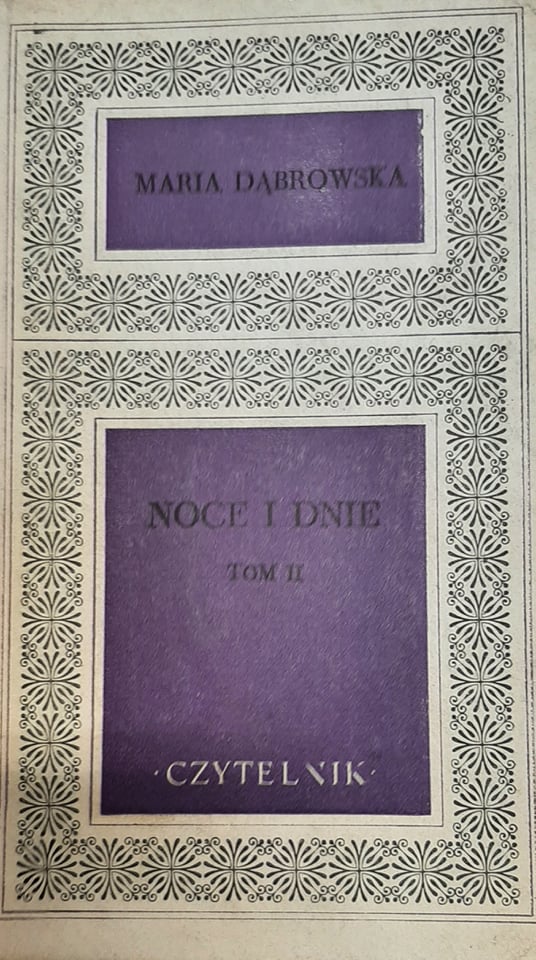 MARIA DĄBROWSKA
NOCE I DNIE
TOM II
·CZYTELNIK·